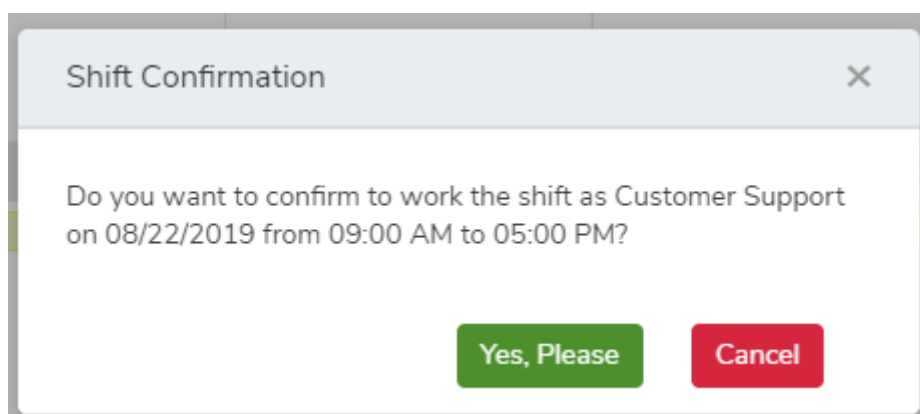 Shift Confirmation
Do you want to confirm to work the shift as Customer Support
on 08/22/2019 from 09:00 AM to 05:00 PM?
Yes, Please
Cancel